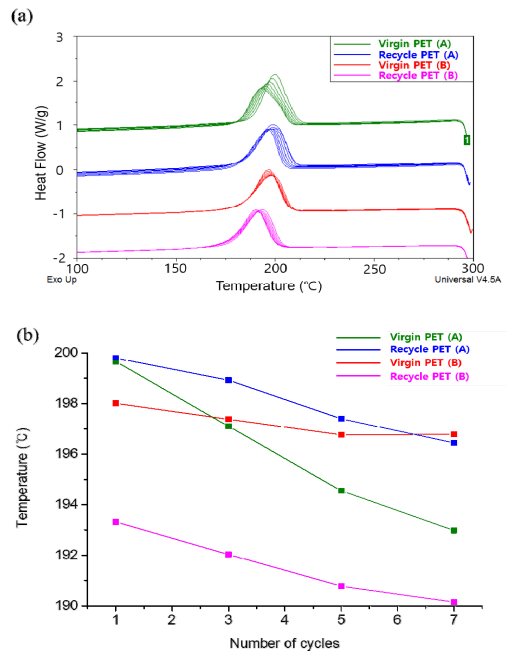 (a)
3
2
1
0
-1
-2
Heat Flow (W/g)
Virgin PET (A)
Recycle PET (A)
Virgin PET (B)
Recycle PET (B)
1
100
150
200
250
300
Exo Up
Temperature (℃)
Universal V4.5A
(b)
200
198
196
194
192
190
Temperature (℃)
Virgin PET (A)
Recycle PET (A)
Virgin PET (B)
Recycle PET (B)
1
2
3
4
5
6
7
Number of cycles